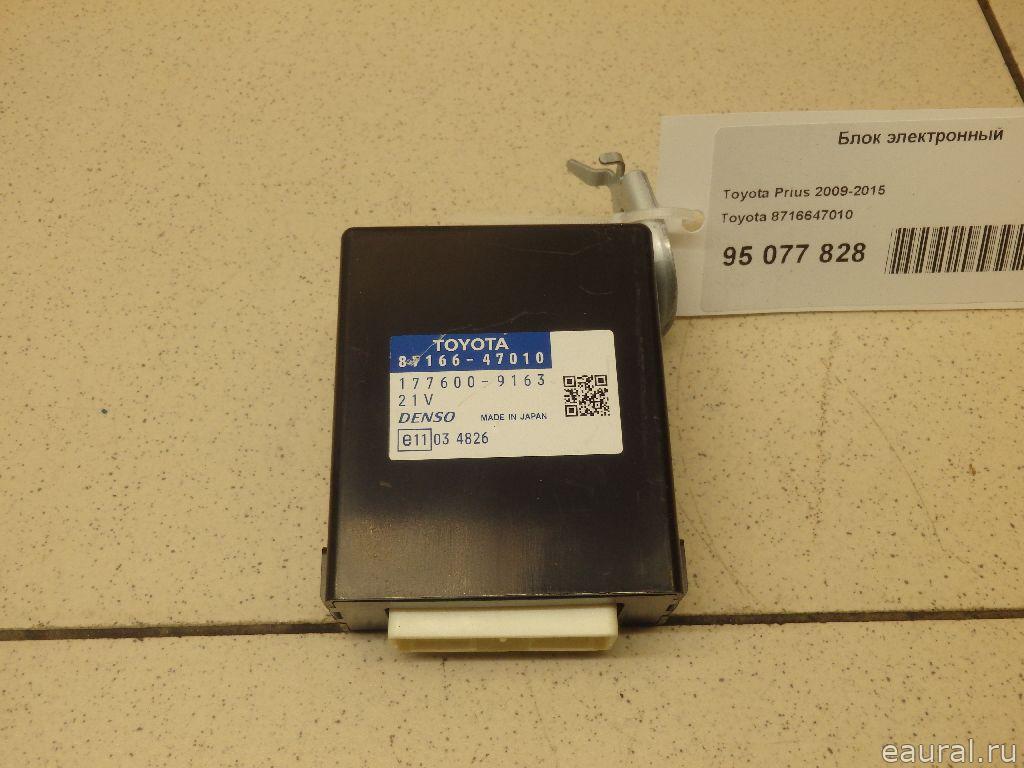 Блок электронный
Toyota Prius 2009-2015
Toyota 8716647010
95 077 828
TOYOTA
87166-47010
177600-9163
21V
DENSO MADE IN JAPAN
e11 03 4826
eaural.ru